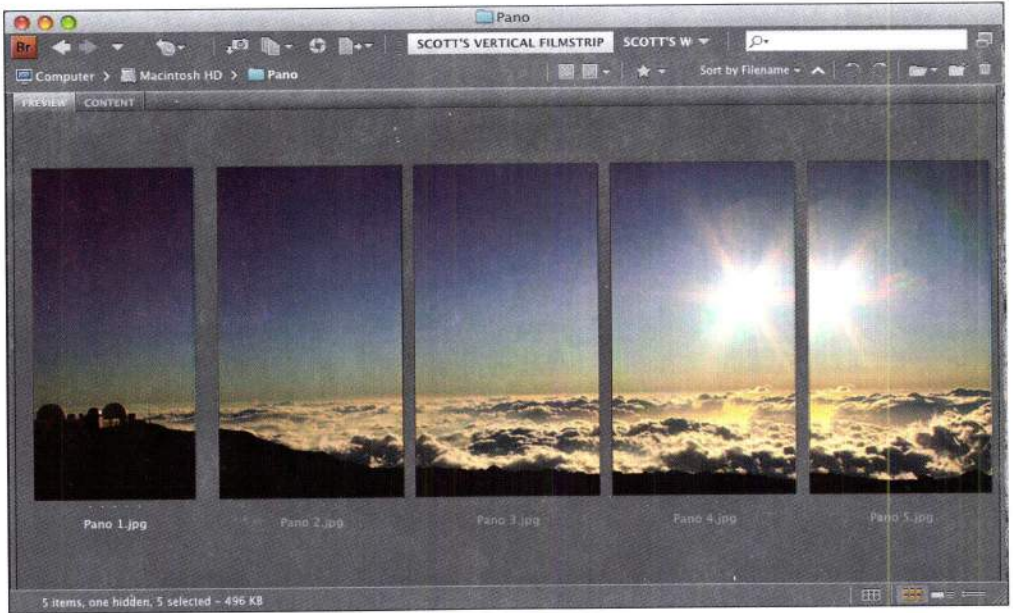 Pano
Br
SCOTT'S VERTICAL FILMSTRIP SCOTT'S W
Computer > Macintosh HD > Pano
Sort by Filename
PREVIEW CONTENT
Pano 1.jpg Pano 2.jpg Pano 3.jpg Pano 4.jpg Pano 5.jpg
5 items, one hidden, 5 selected – 496 KB